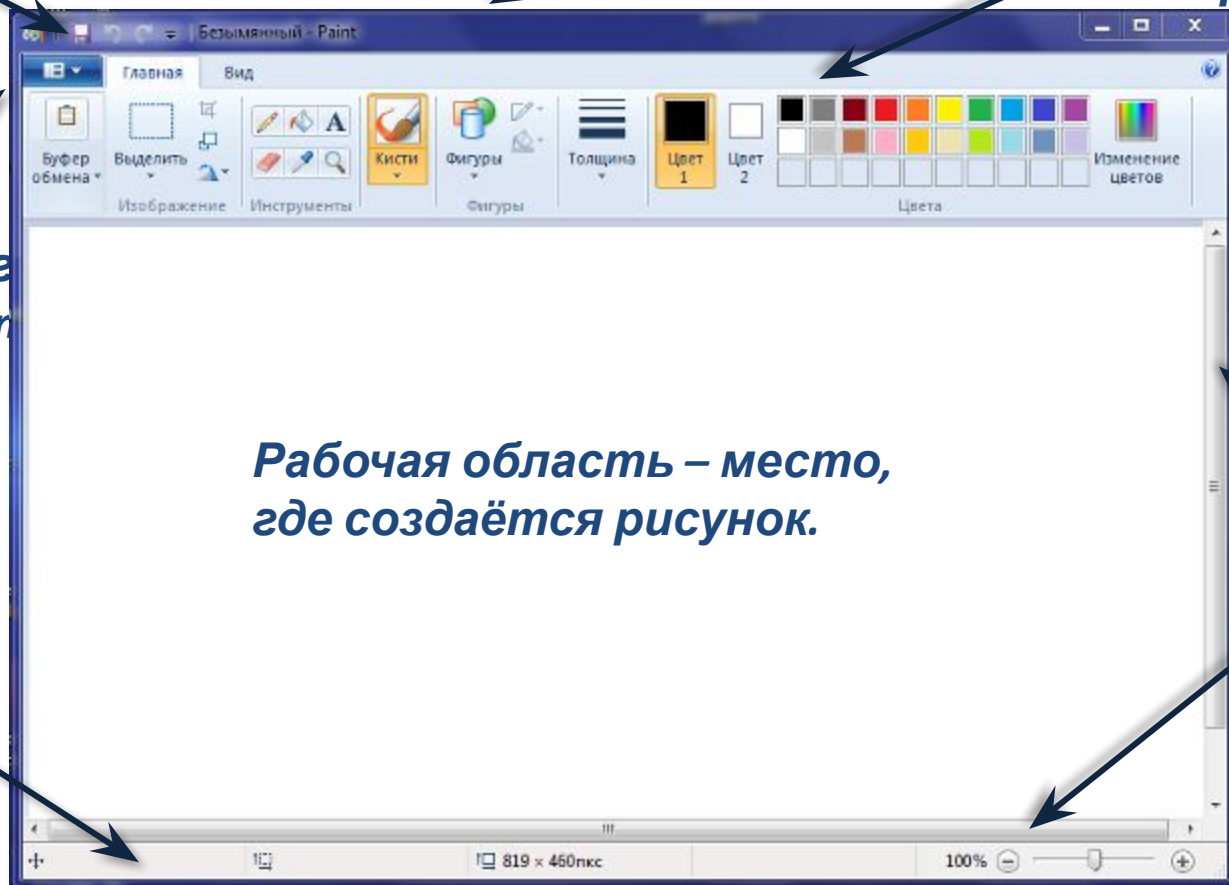 Безымянный - Paint
Главная Вид
Буфер обмена
Выделить
Изображение
A
Инструменты
Кисти
Фигуры
Фигуры
Толщина
Цвет 1
Цвет 2
Изменение цветов
Цвета
Рабочая область – место,
где создаётся рисунок.
819 × 460пкс
100%